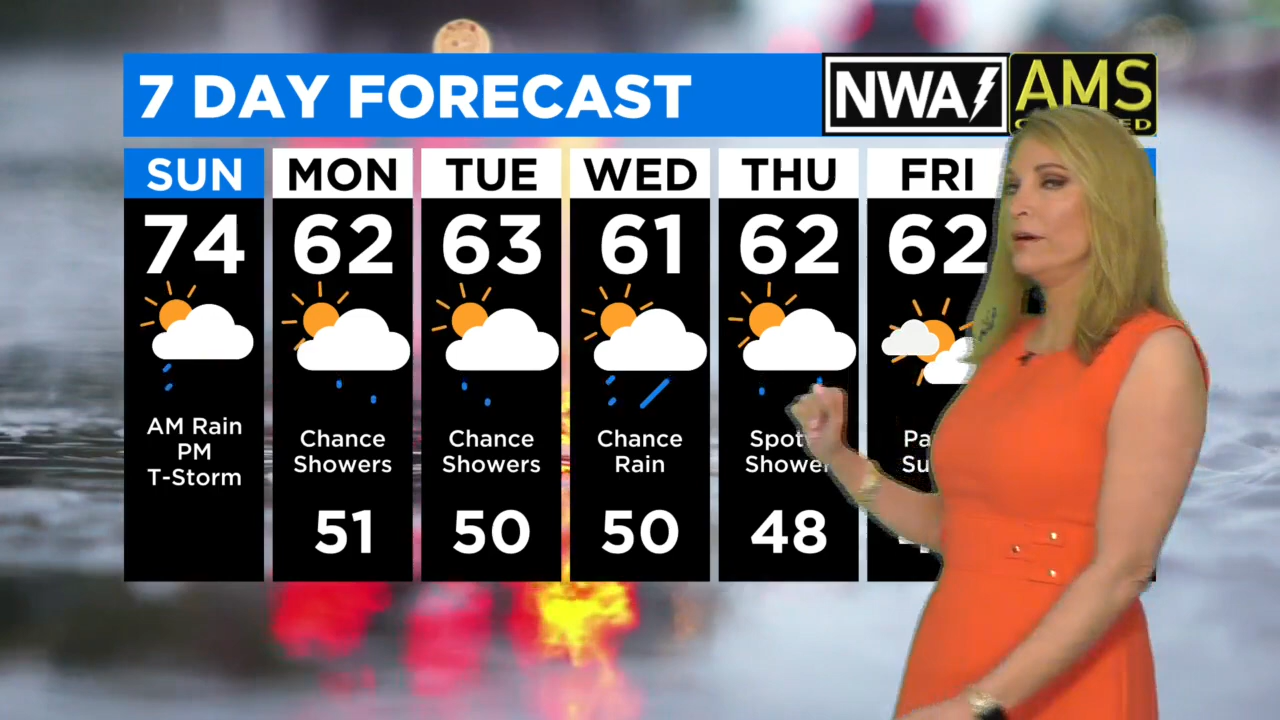 7 DAY FORECAST
NWA AMS
SUN MON TUE WED THU FRI
74 62 63 61 62 62
AM Rain
PM
T-Storm
Chance
Showers
Chance
Showers
Chance
Rain
51 50 50 48